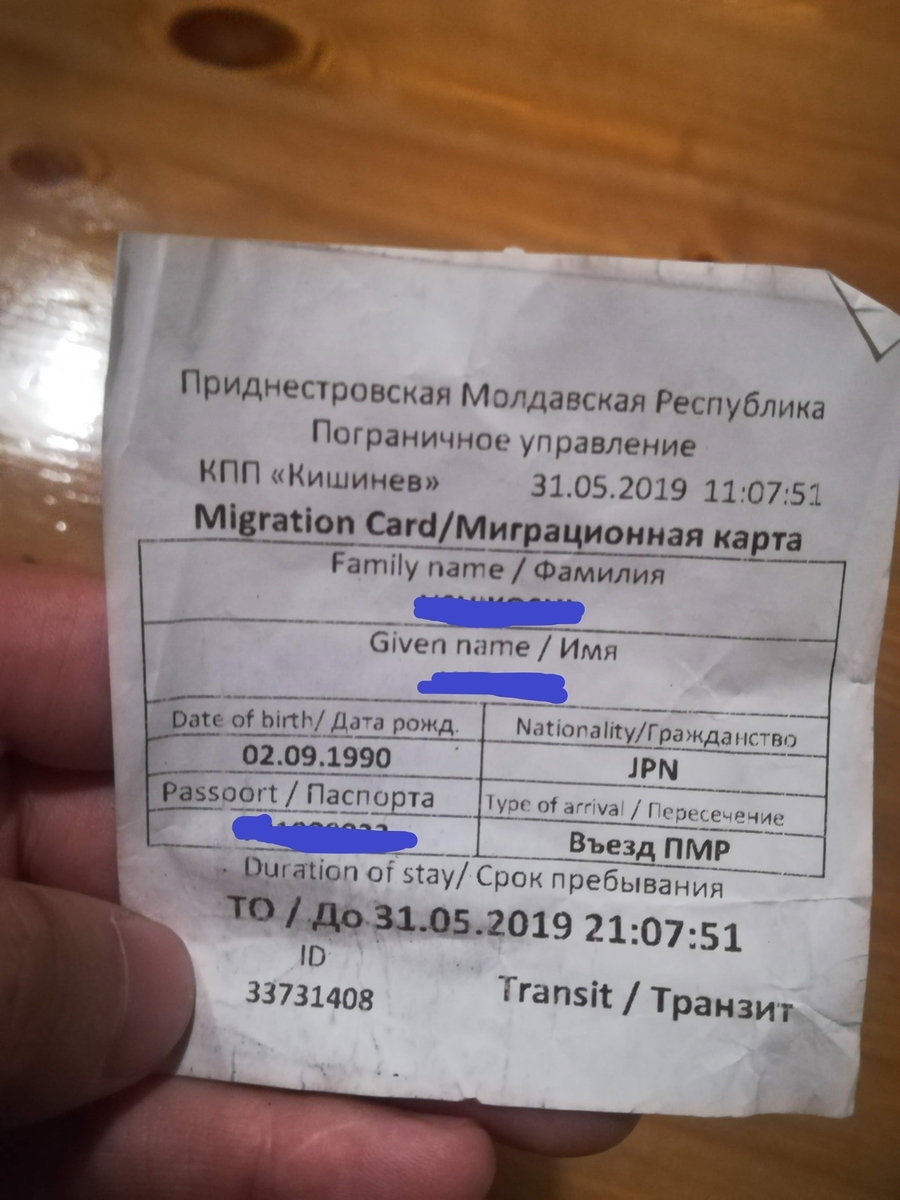 Приднестровская Молдавская Республика
Пограничное управление
КПП «Кишинев» 31.05.2019 11:07:51
Migration Card/Миграционная карта
Family name / Фамилия
Given name / Имя
Date of birth/ Дата рожд. Nationality/Гражданство
02.09.1990 JPN
Passport / Паспорта Type of arrival / Пересечение
Въезд ПМР
Duration of stay/ Срок пребывания
TO / До 31.05.2019 21:07:51
ID
33731408 Transit / Транзит